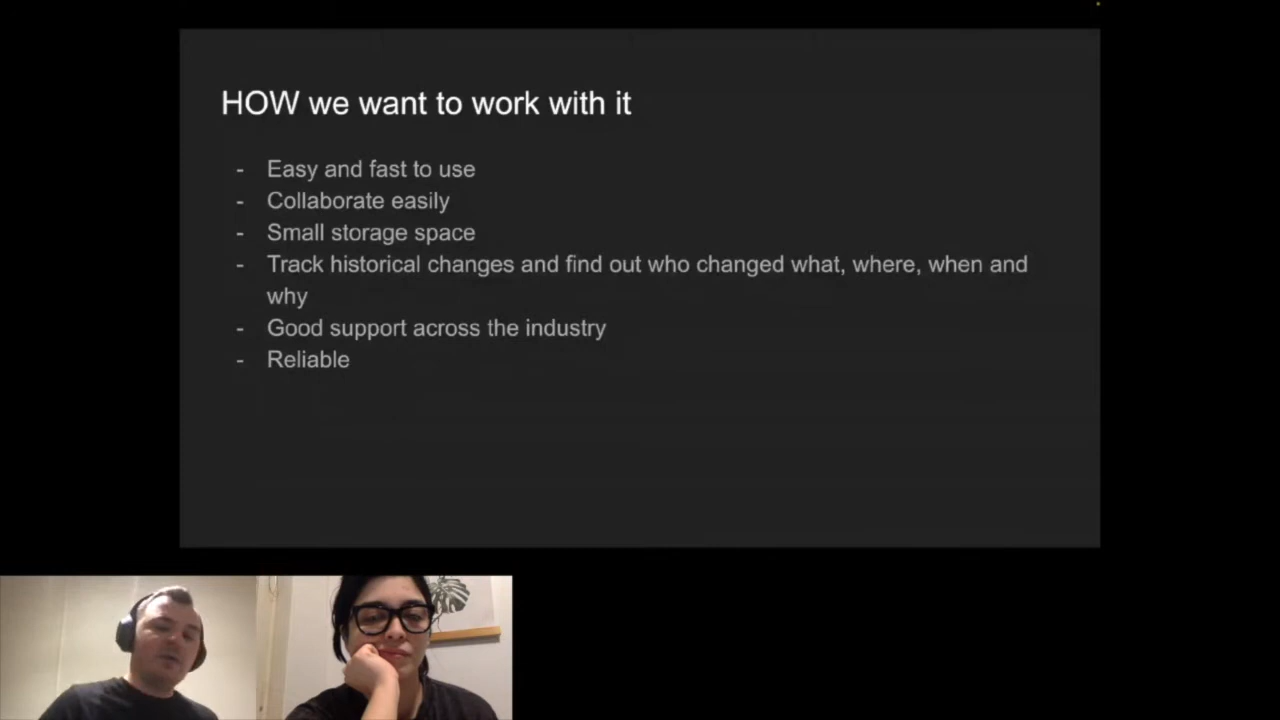 HOW we want to work with it
- Easy and fast to use
- Collaborate easily
- Small storage space
- Track historical changes and find out who changed what, where, when and
why
- Good support across the industry
- Reliable